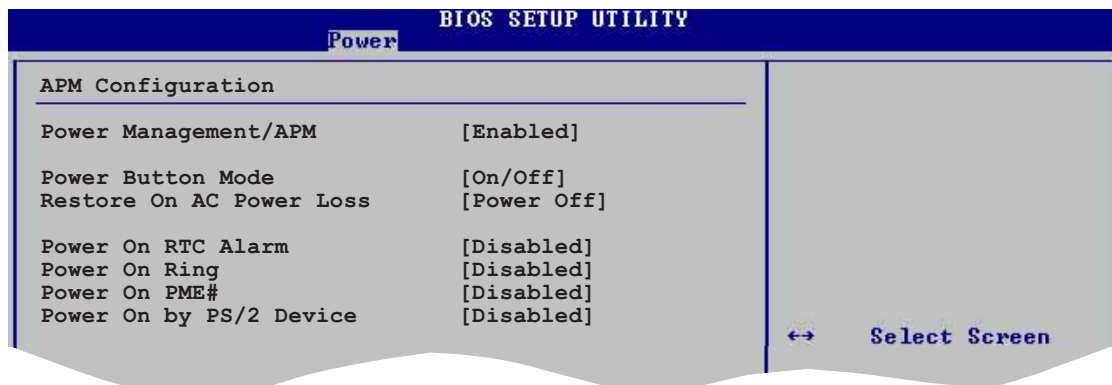 BIOS SETUP UTILITY
Power
APM Configuration
Power Management/APM [Enabled]
Power Button Mode [On/Off]
Restore On AC Power Loss [Power Off]
Power On RTC Alarm [Disabled]
Power On Ring [Disabled]
Power On PME# [Disabled]
Power On by PS/2 Device [Disabled]
↔ Select Screen